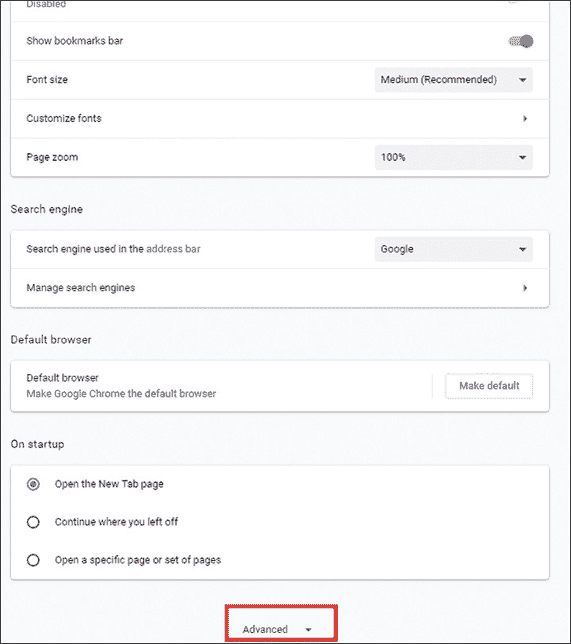 Disabled
Show bookmarks bar
Font size Medium (Recommended)
Customize fonts
Page zoom 100%
Search engine
Search engine used in the address bar Google
Manage search engines
Default browser
Default browser
Make Google Chrome the default browser Make default
On startup
Open the New Tab page
Continue where you left off
Open a specific page or set of pages
Advanced